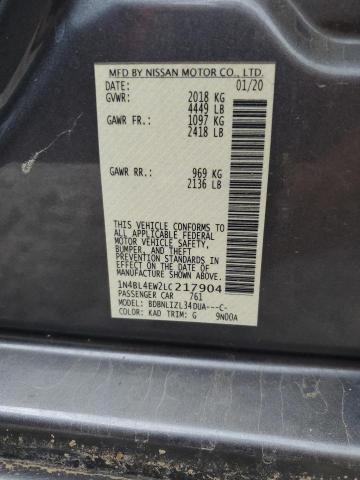 MFD BY NISSAN MOTOR CO., LTD.
DATE: 01/20
GVWR: 2018 KG
4449 LB
GAWR FR.: 1097 KG
2418 LB
GAWR RR.: 969 KG
2136 LB
THIS VEHICLE CONFORMS TO
ALL APPLICABLE FEDERAL
MOTOR VEHICLE SAFETY,
BUMPER, AND THEFT
PREVENTION STANDARDS
IN EFFECT ON THE DATE OF
MANUFACTURE SHOWN ABOVE.
1N4BL4EW2LC217904
PASSENGER CAR 761
MODEL: BDBNLIZL34DUA---C-
COLOR: KAD TRIM: G 9N00A